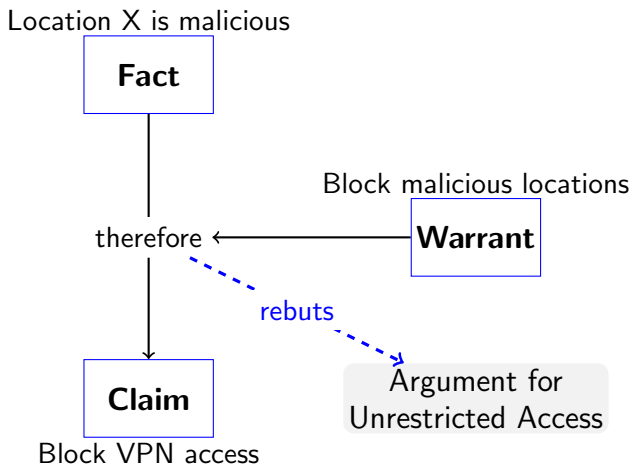 Location X is malicious
Fact
Block malicious locations
Warrant
therefore
rebuts
Argument for
Unrestricted Access
Claim
Block VPN access